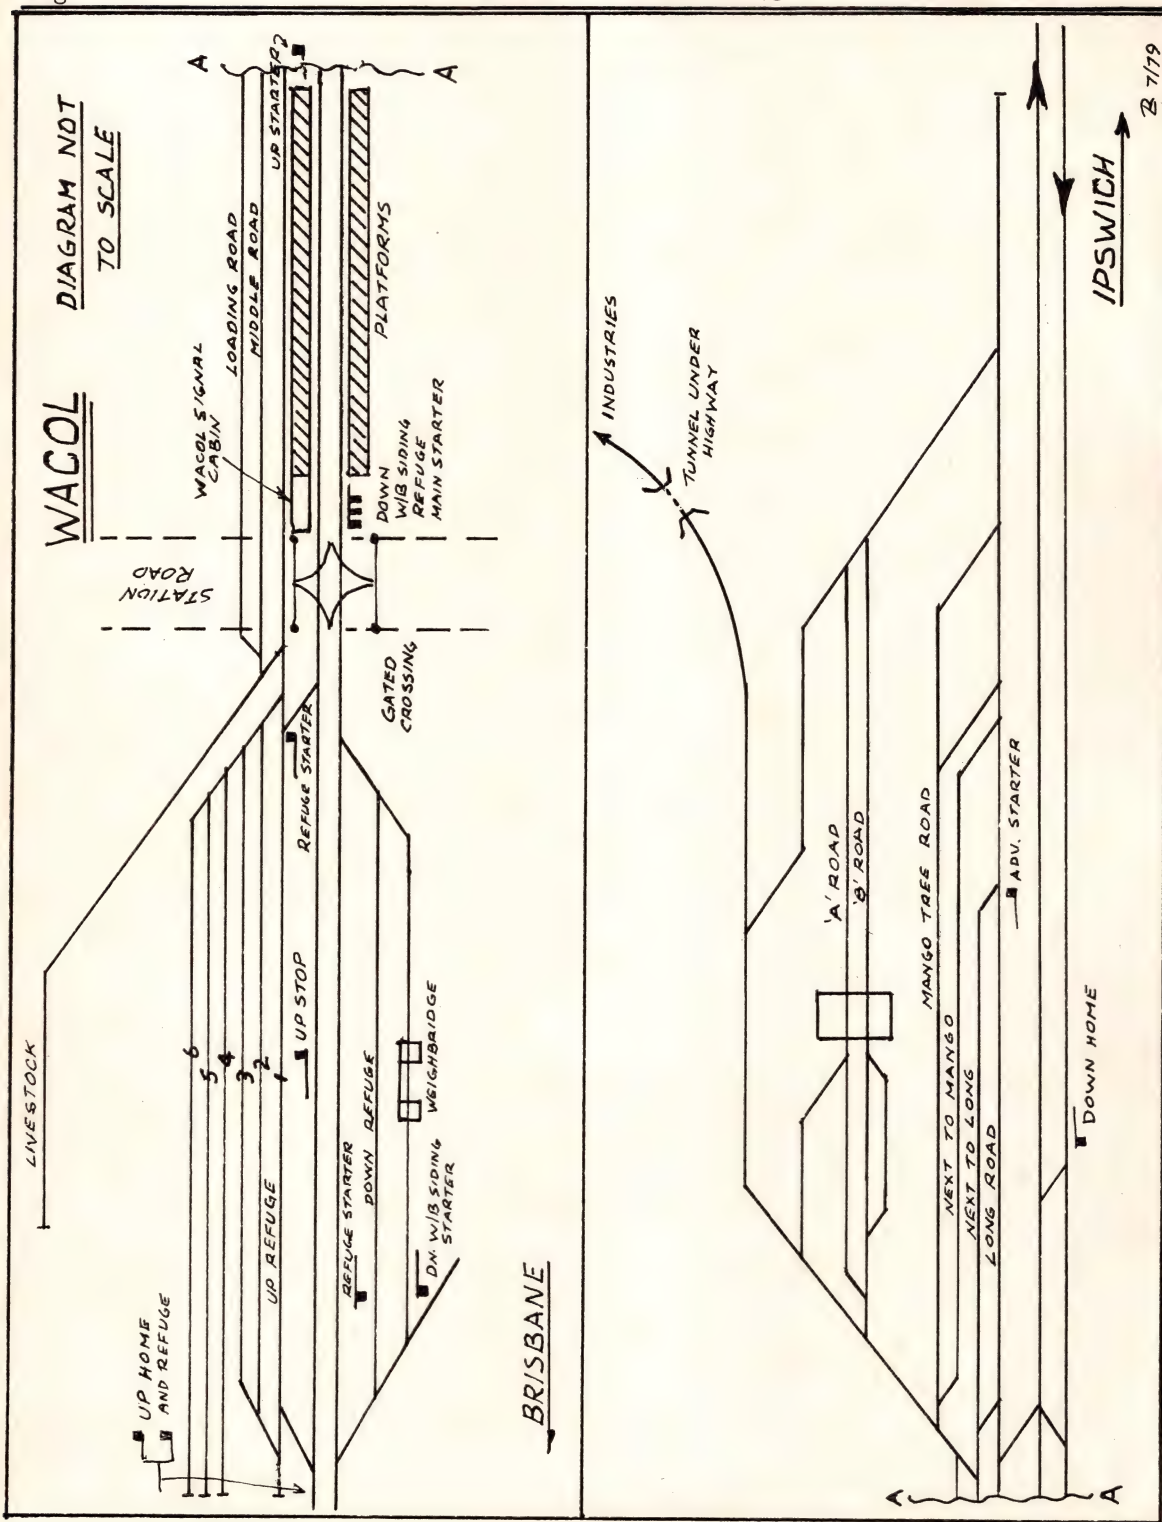 WACOL
DIAGRAM NOT
TO SCALE
LIVESTOCK
UP HOME
AND REFUGE
6
5
4
3
2
1
UP REFUGE
UP STOP
REFUGE STARTER
STATION
ROAD
WACOL SIGNAL
CABIN
LOADING ROAD
MIDDLE ROAD
UP STARTER
A
A
PLATFORMS
DOWN
W/B SIDING
REFUGE
MAIN STARTER
GATED
CROSSING
REFUGE STARTER
DOWN REFUGE
WEIGHBRIDGE
DN. W/B SIDING
STARTER
BRISBANE
INDUSTRIES
TUNNEL UNDER
HIGHWAY
'A' ROAD
'B' ROAD
MANGO TREE ROAD
NEXT TO MANGO
NEXT TO LONG
LONG ROAD
ADV. STARTER
DOWN HOME
A
A
IPSWICH
B 7/79